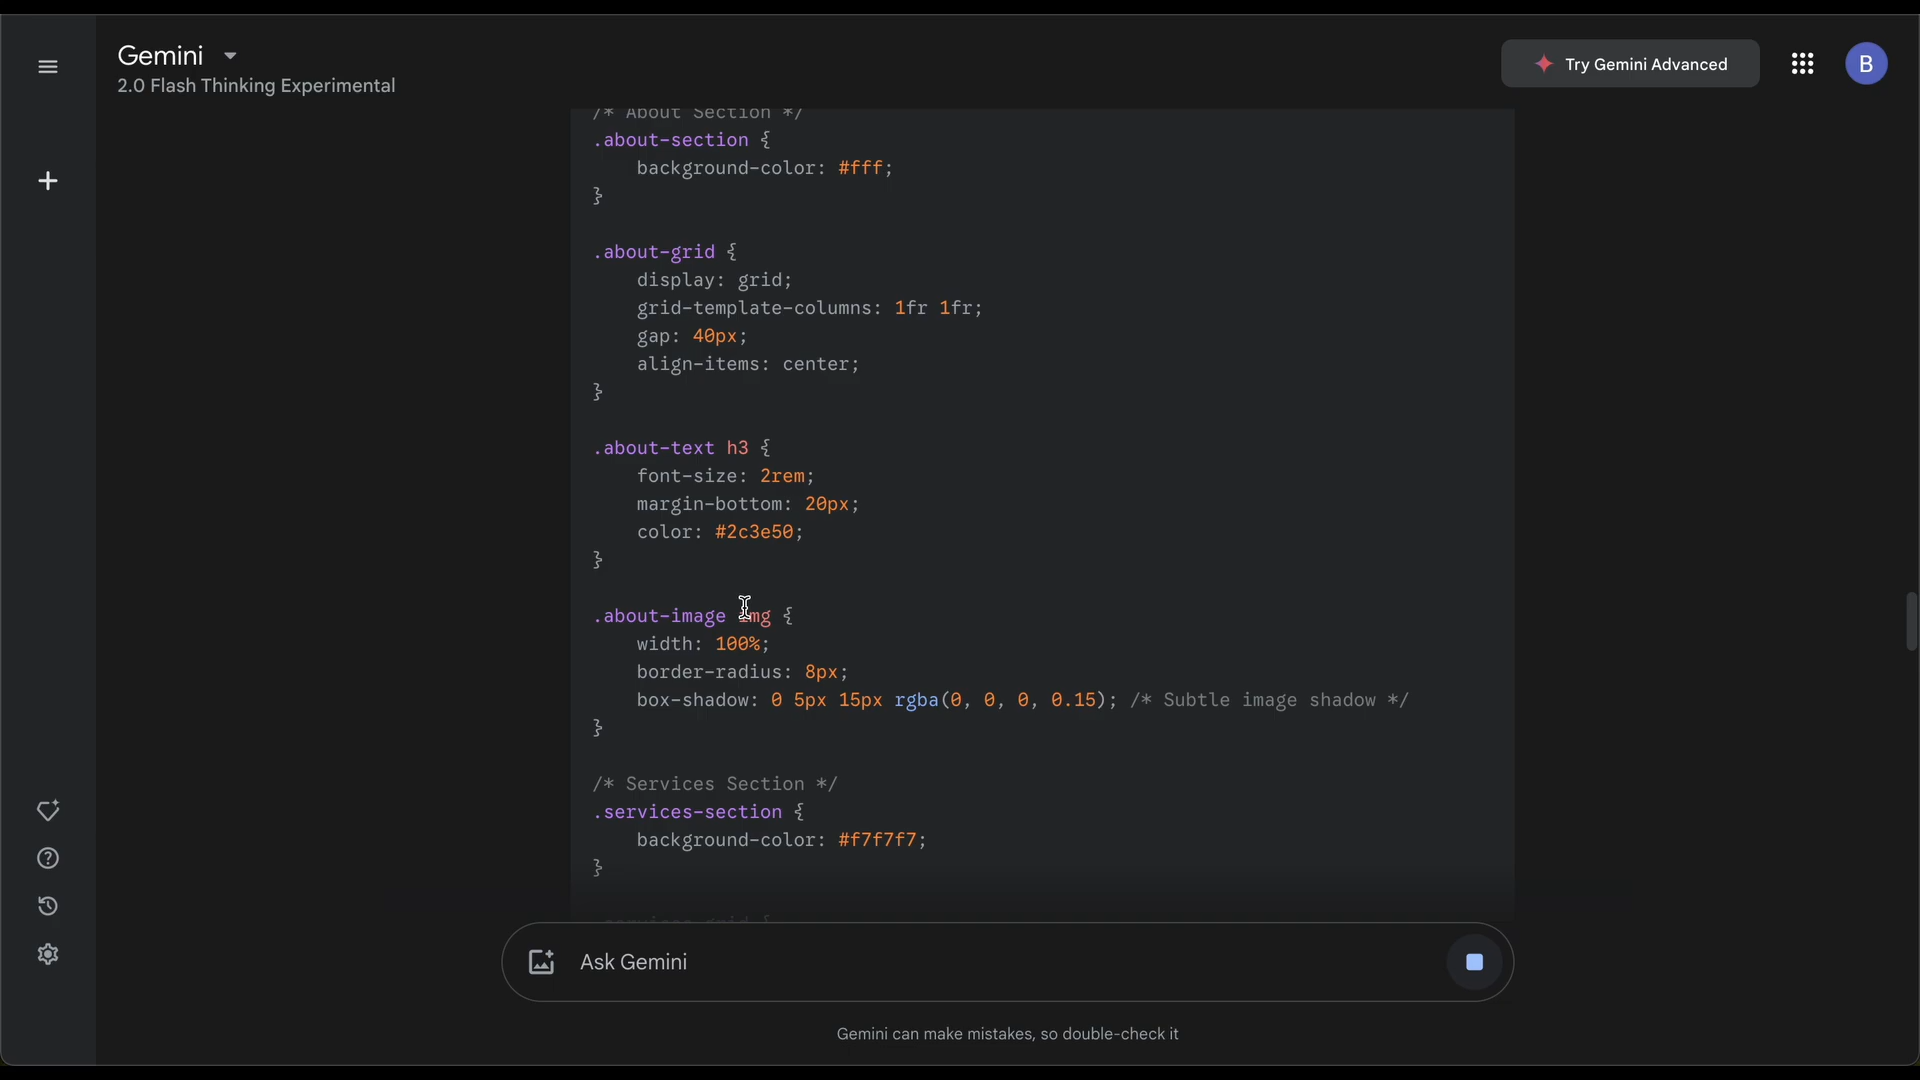 Gemini
2.0 Flash Thinking Experimental
Try Gemini Advanced
B
/* About Section */
.about-section {
    background-color: #fff;
}

.about-grid {
    display: grid;
    grid-template-columns: 1fr 1fr;
    gap: 40px;
    align-items: center;
}

.about-text h3 {
    font-size: 2rem;
    margin-bottom: 20px;
    color: #2c3e50;
}

.about-image img {
    width: 100%;
    border-radius: 8px;
    box-shadow: 0 5px 15px rgba(0, 0, 0, 0.15); /* Subtle image shadow */
}

/* Services Section */
.services-section {
    background-color: #f7f7f7;
}

.services-grid {
Ask Gemini
Gemini can make mistakes, so double-check it